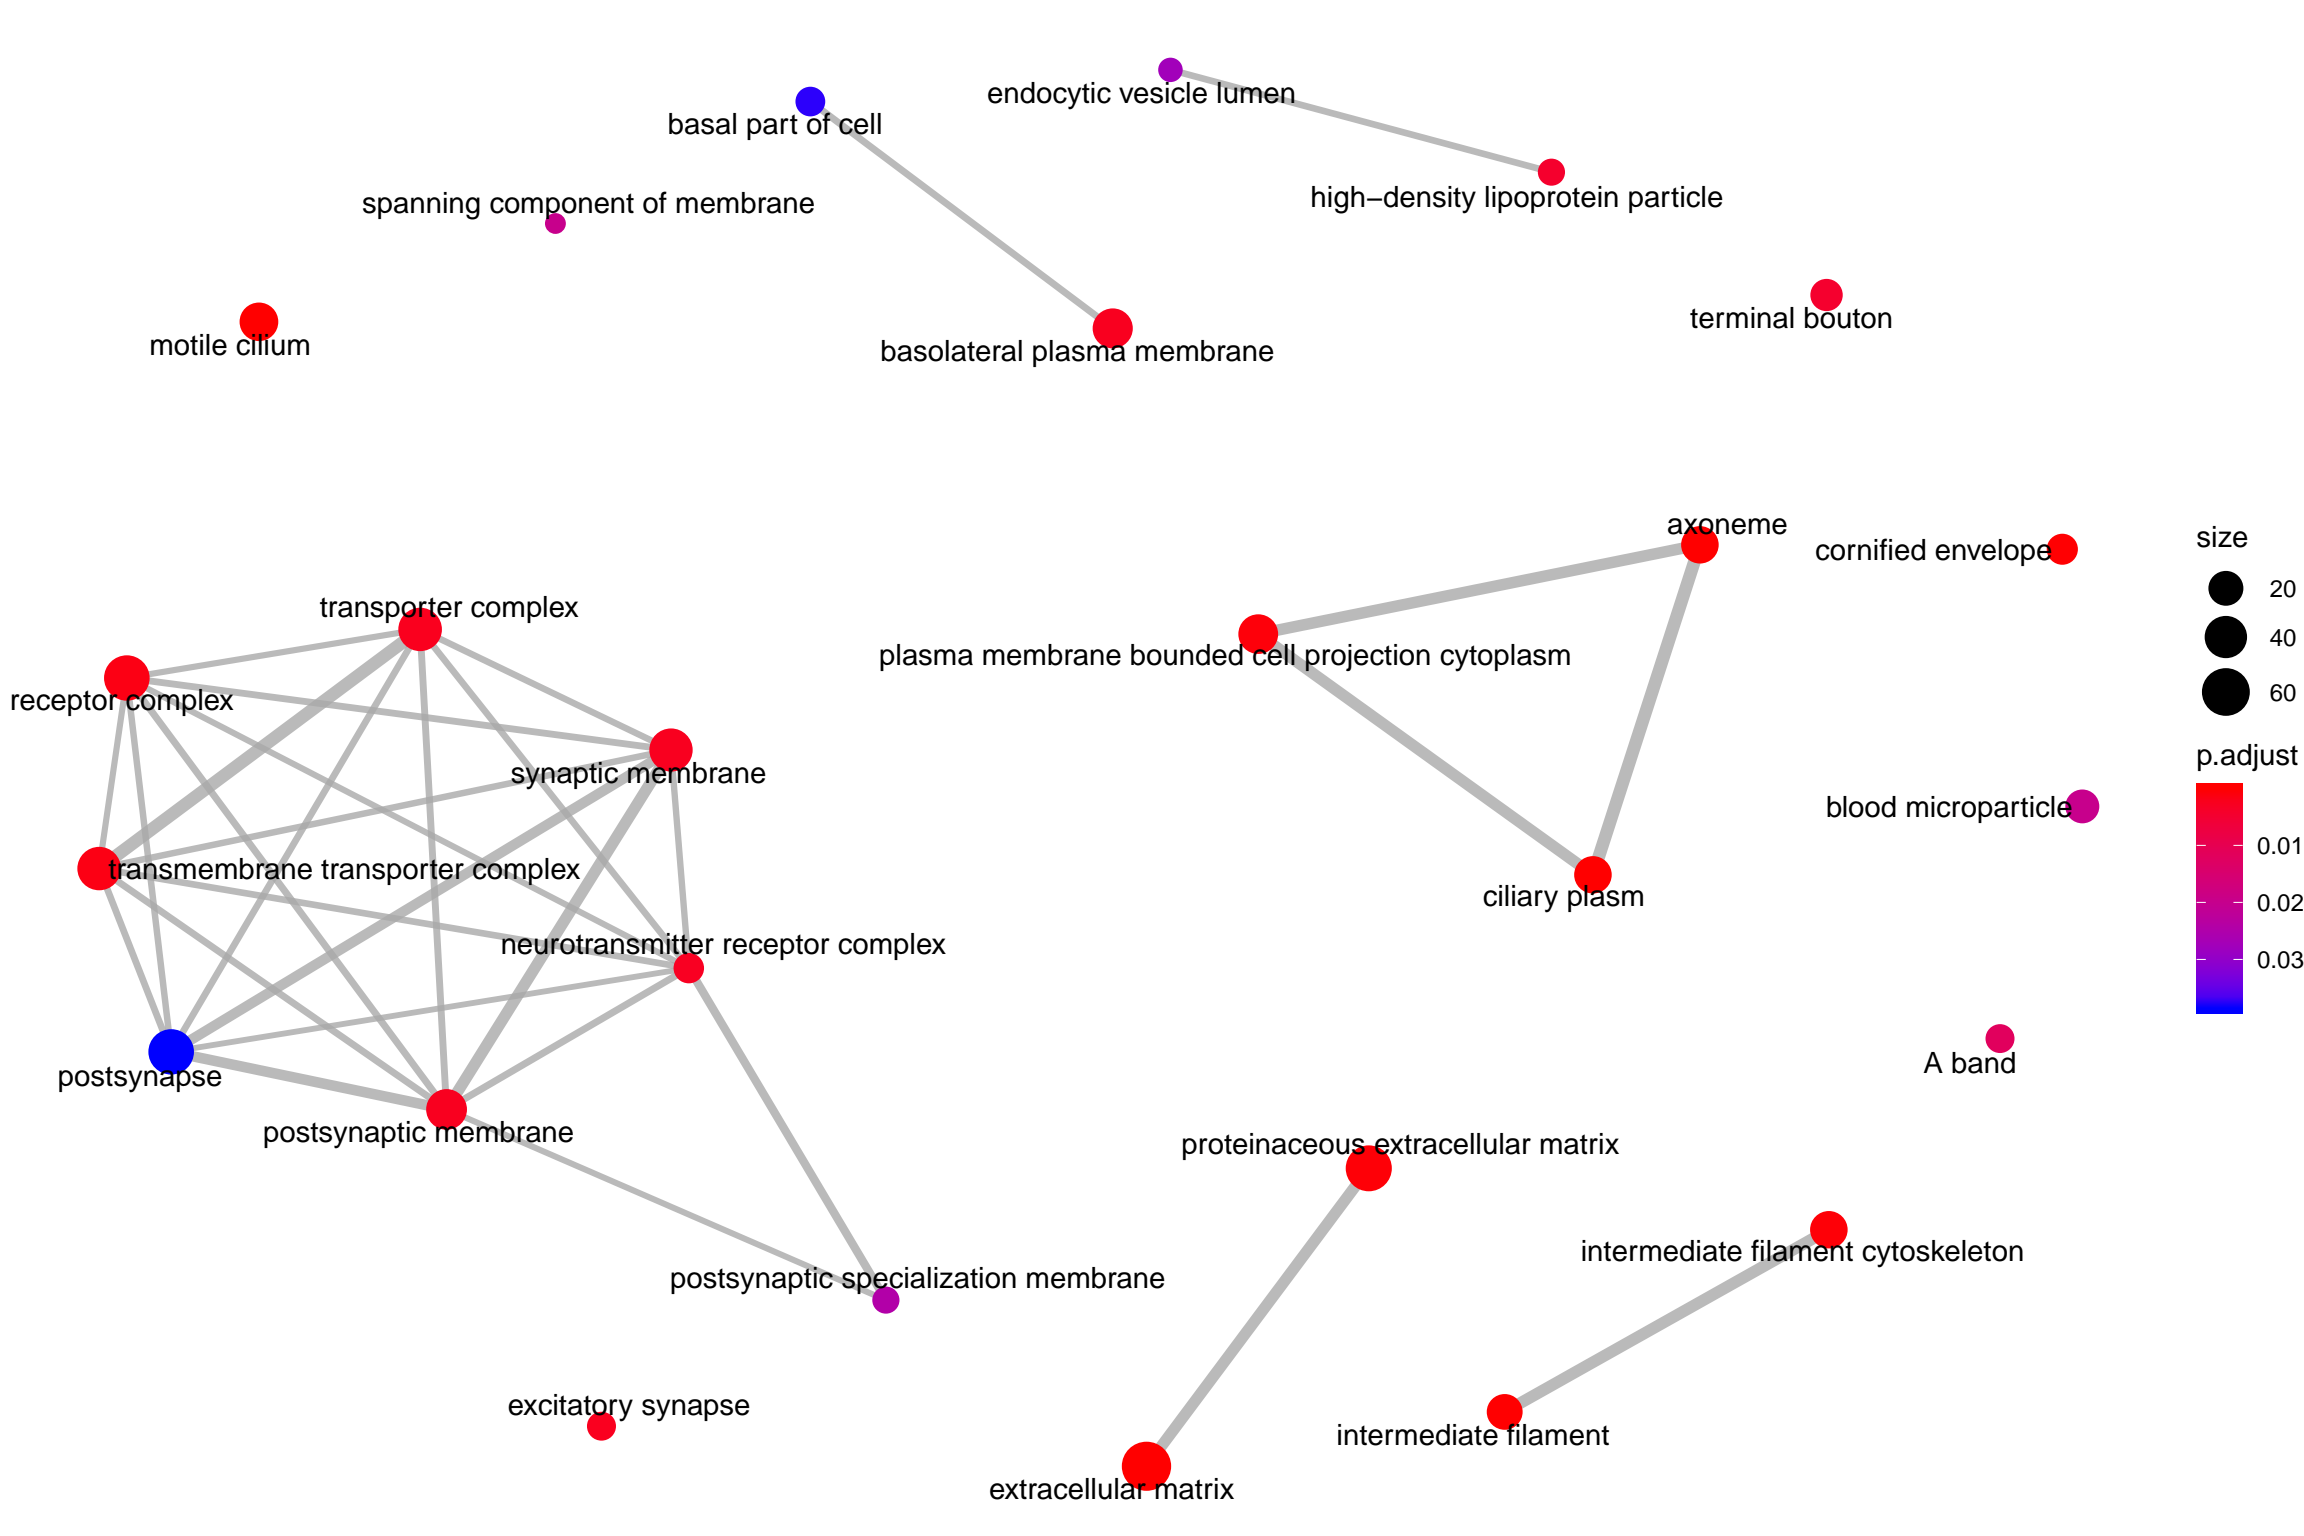 endocytic vesicle lumen
basal part of cell
high−density lipoprotein particle
spanning component of membrane
terminal bouton
motile cilium
basolateral plasma membrane
axoneme
cornified envelope
transporter complex
plasma membrane bounded cell projection cytoplasm
receptor complex
synaptic membrane
blood microparticle
transmembrane transporter complex
ciliary plasm
neurotransmitter receptor complex
A band
postsynapse
postsynaptic membrane
proteinaceous extracellular matrix
intermediate filament cytoskeleton
postsynaptic specialization membrane
excitatory synapse
intermediate filament
extracellular matrix
size
20
40
60
p.adjust
0.01
0.02
0.03